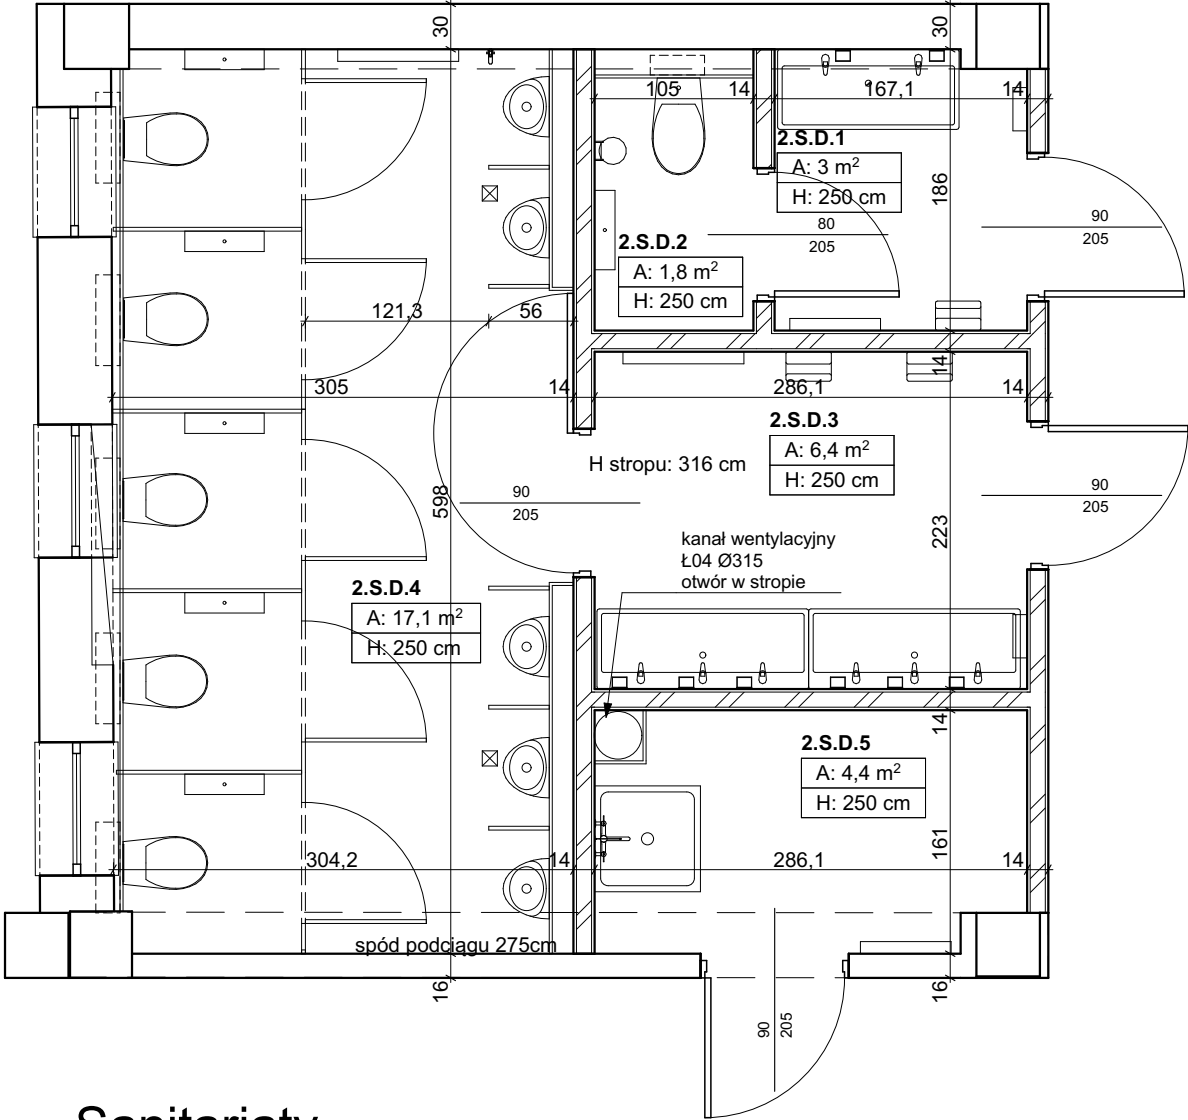 30
30
105
14
167,1
14
2.S.D.1
A: 3 m²
H: 250 cm
186
90
205
80
205
2.S.D.2
A: 1,8 m²
H: 250 cm
121,3
56
14
305
14
286,1
14
2.S.D.3
A: 6,4 m²
H: 250 cm
H stropu: 316 cm
598
90
205
90
205
223
kanał wentylacyjny
Ł04 Ø315
otwór w stropie
2.S.D.4
A: 17,1 m²
H: 250 cm
14
2.S.D.5
A: 4,4 m²
H: 250 cm
161
304,2
14
286,1
14
spód podciągu 275cm
16
16
90
205
Sanitariaty